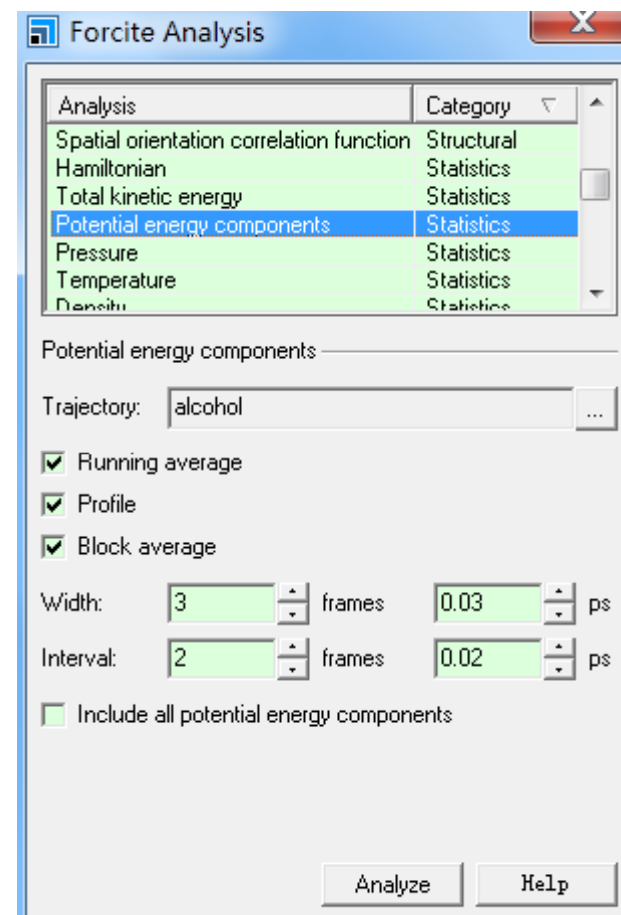 Forcite Analysis
Analysis Category
Spatial orientation correlation function Structural
Hamiltonian Statistics
Total kinetic energy Statistics
Potential energy components Statistics
Pressure Statistics
Temperature Statistics
Density Statistics
Potential energy components
Trajectory: alcohol ...
Running average
Profile
Block average
Width: 3 frames 0.03 ps
Interval: 2 frames 0.02 ps
Include all potential energy components
Analyze Help